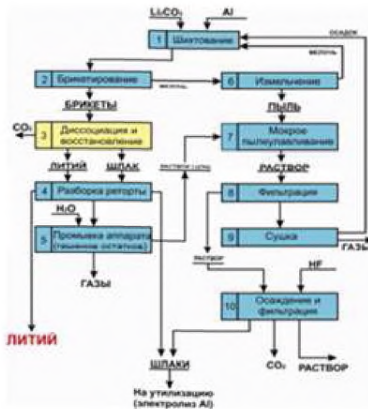 Li₂CO₃ Al
1 Шихтование
ОСАДОК
МЕЛОЧЬ
2 Брикетирование
МЕЛОЧЬ
6 Измельчение
БРИКЕТЫ
ПЫЛЬ
CO₂
3 Диссоциация и
восстановление
7 Мокрое
пылеулавливание
ЛИТИЙ ШЛАК
РАСТВОР
4 Разборка реторты
8 Фильтрация
H₂O
5 Промывка аппарата
(гашение остатков)
9 Сушка
ГАЗЫ
ГАЗЫ
РАСТВОР
HF
10 Осаждение и
фильтрация
ЛИТИЙ
ШЛАКИ
CO₂
РАСТВОР
На утилизацию
(электролиз Al)